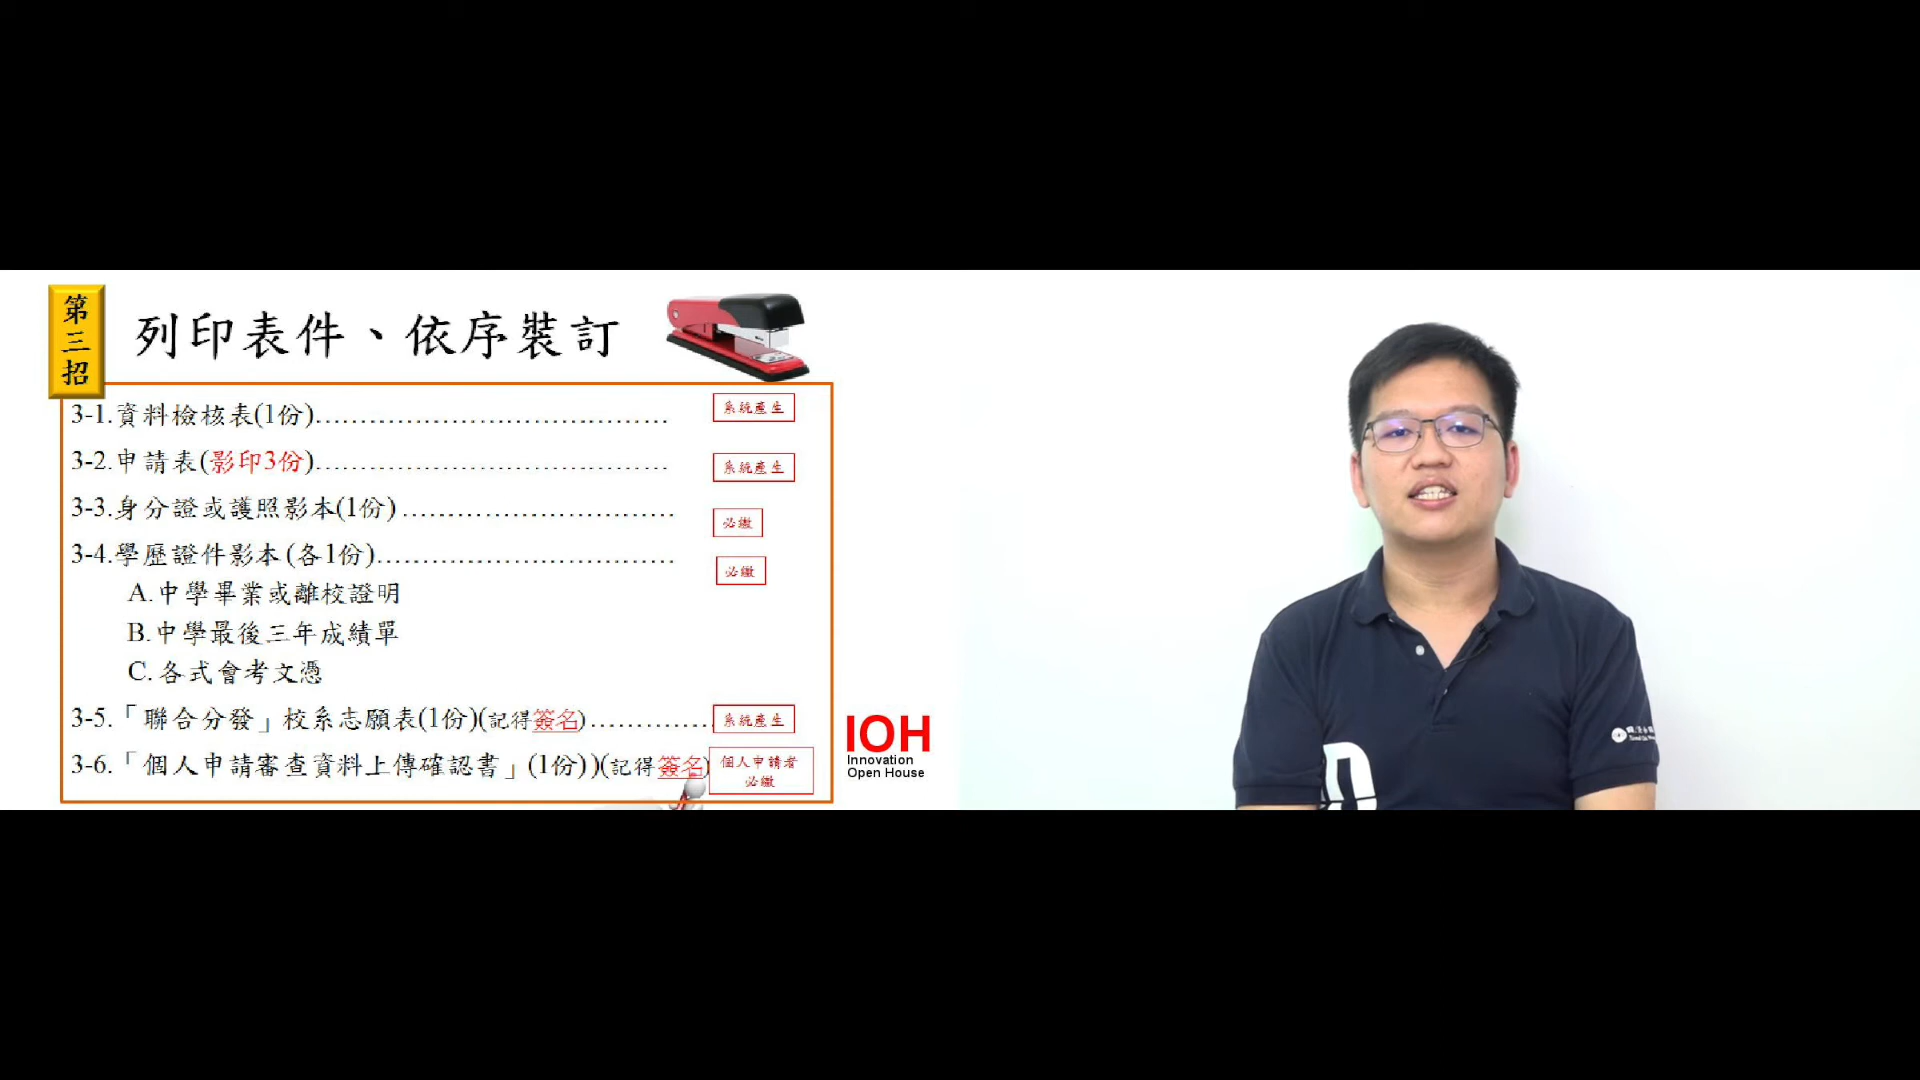 第三招
列印表件、依序裝訂
3-1.資料檢核表(1份)....................................... 系統產生
3-2.申請表(影印3份)....................................... 系統產生
3-3.身分證或護照影本(1份).............................. 必繳
3-4.學歷證件影本(各1份)................................. 必繳
A.中學畢業或離校證明
B.中學最後三年成績單
C. 各式會考文憑
3-5.「聯合分發」校系志願表(1份)(記得簽名)............. 系統產生
3-6.「個人申請審查資料上傳確認書」(1份))(記得簽名) 個人申請者
必繳
IOH
Innovation
Open House